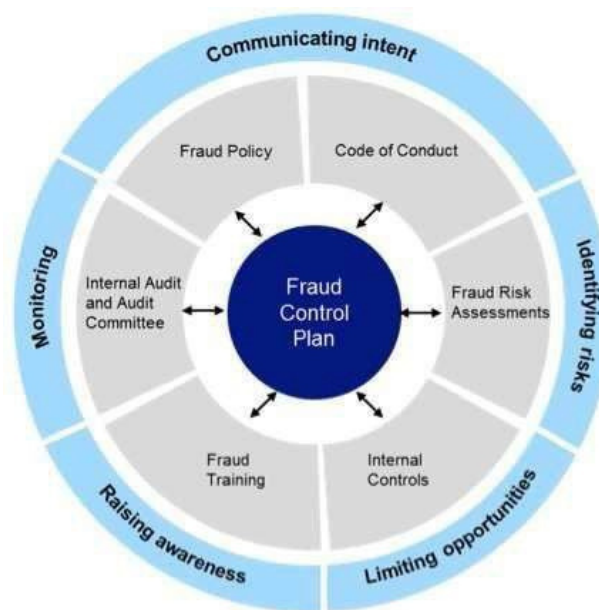 Communicating intent
Fraud Policy
Code of Conduct
Monitoring
Internal Audit
and Audit
Committee
Fraud
Control
Plan
Fraud Risk
Assessments
Identifying risks
Fraud
Training
Internal
Controls
Raising awareness
Limiting opportunities